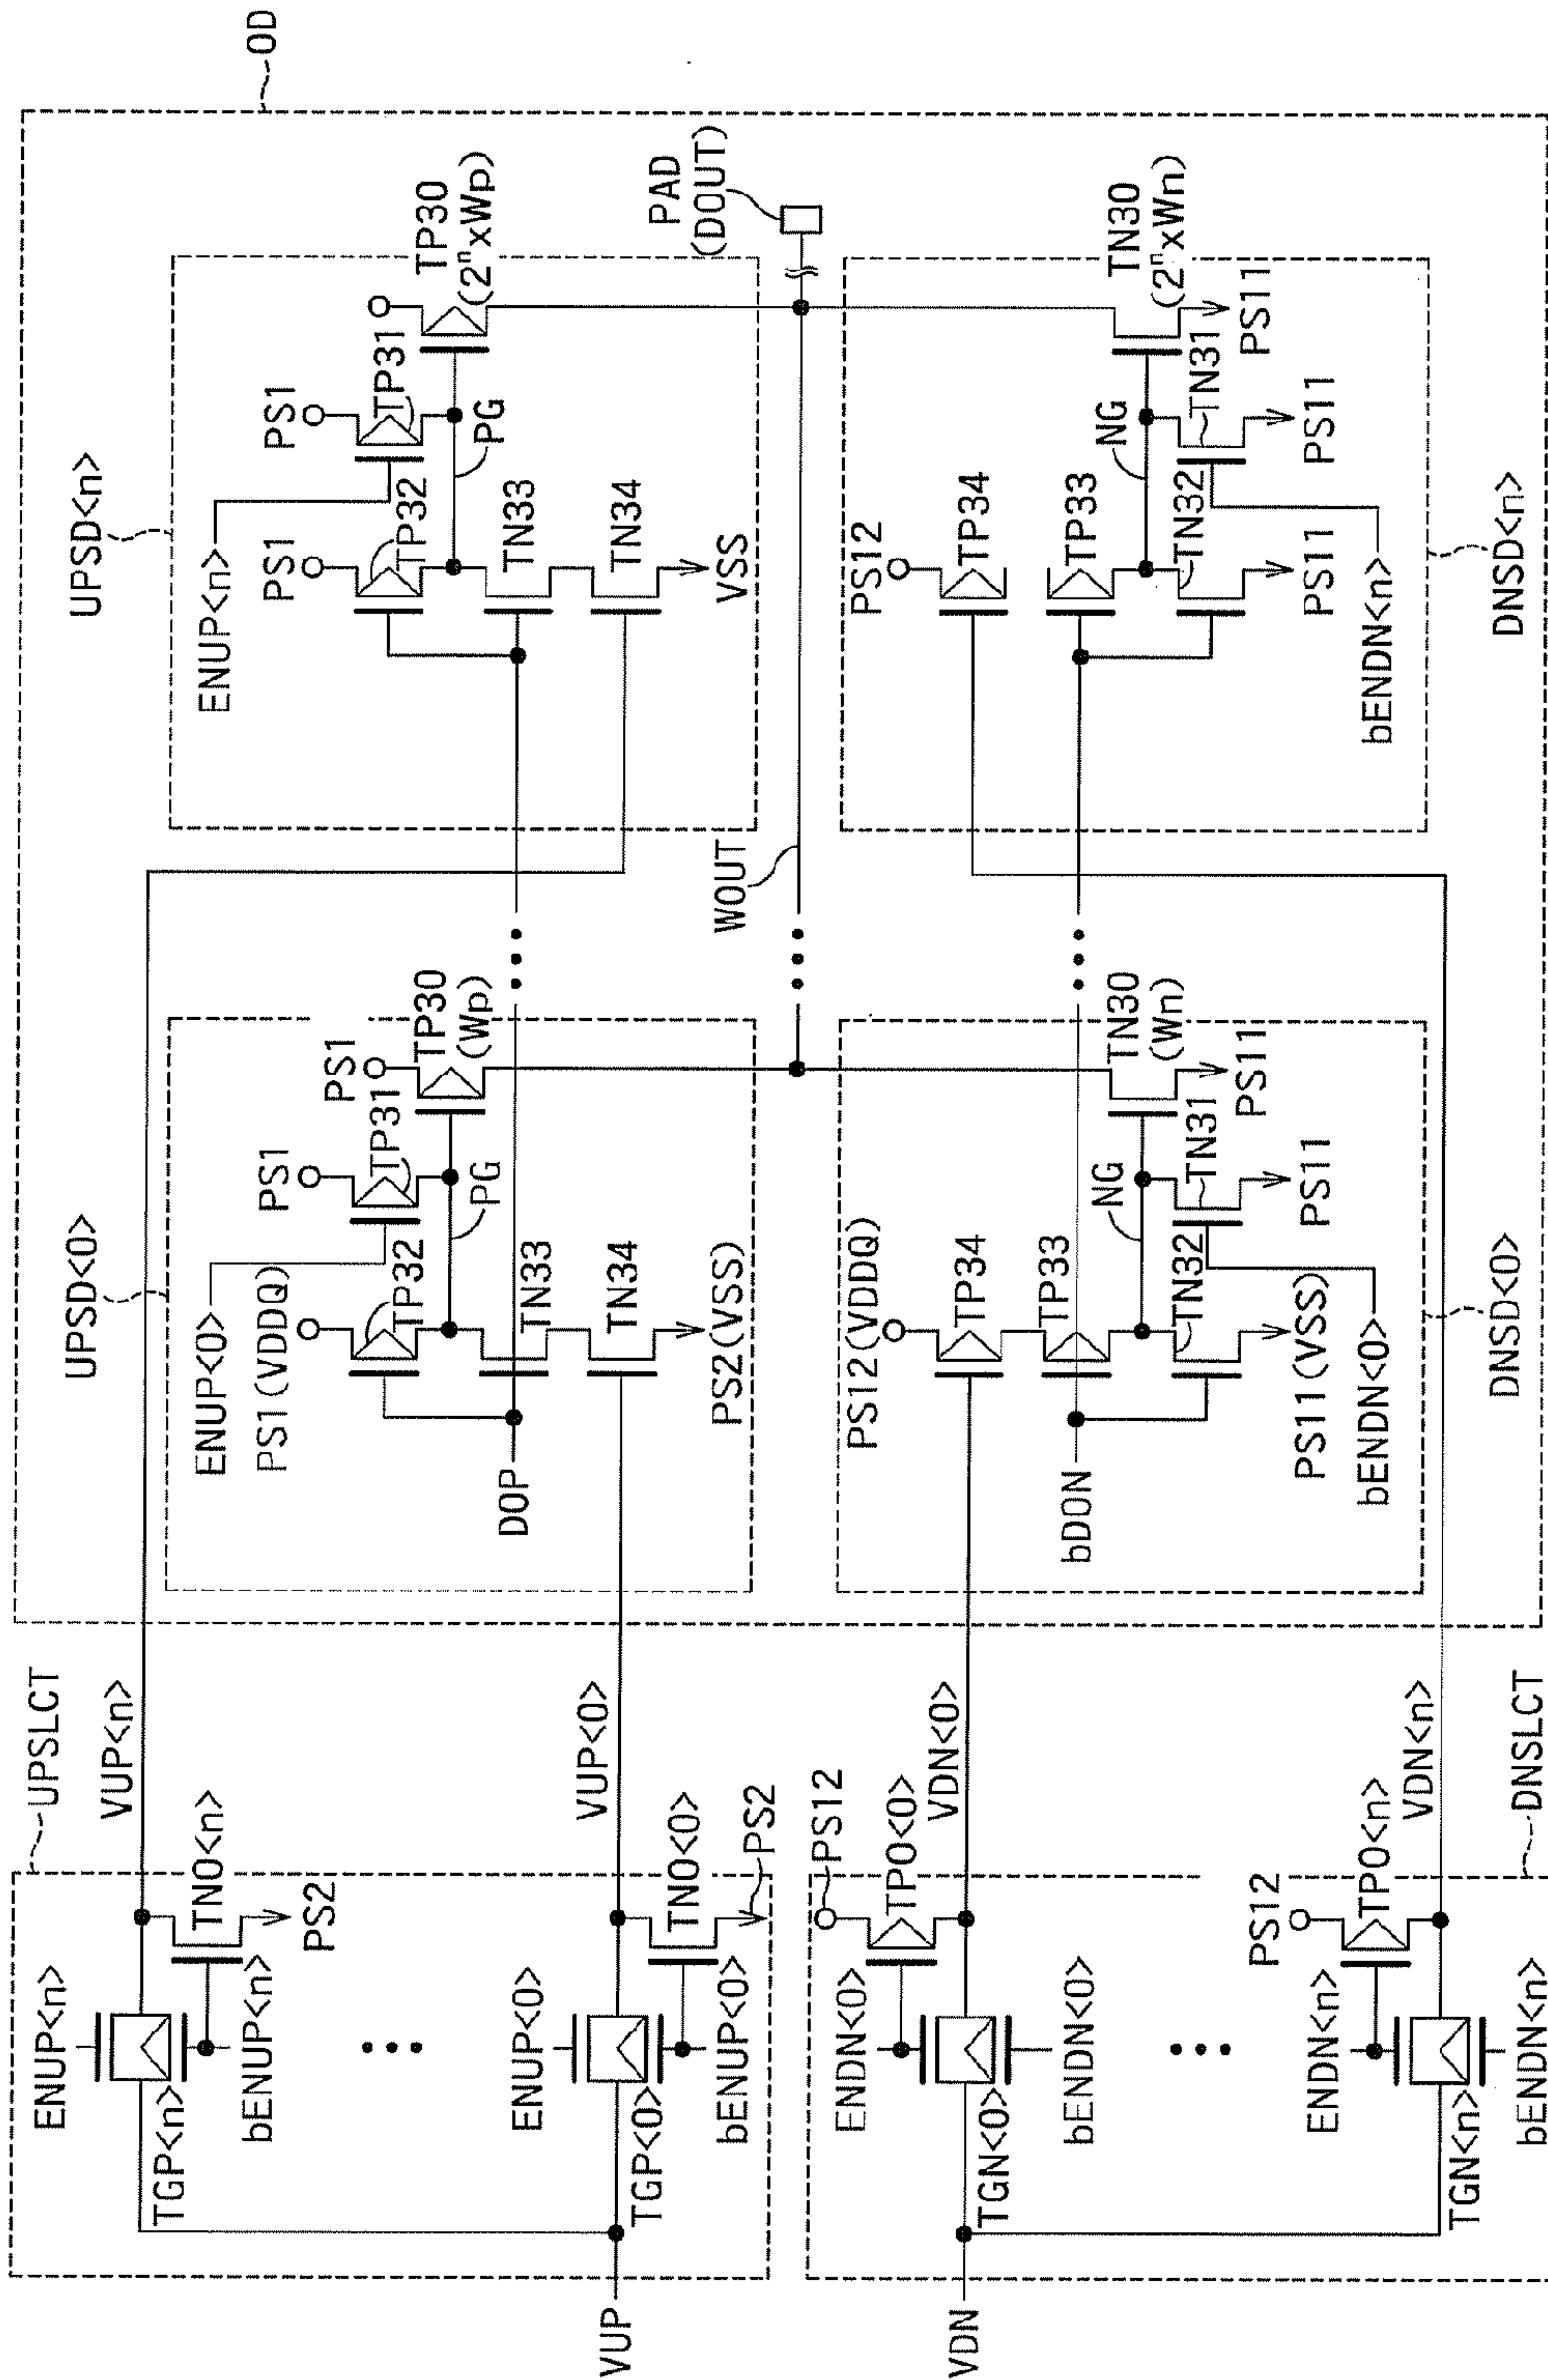 OD
UPSLCT
VUP<n>
ENUP<n>
TGP<n>
bENUP<n>
TN0<n>
PS2
ENUP<0>
TGP<0>
bENUP<0>
TN0<0>
PS2
VUP<0>
VUP
UPSD<0>
ENUP<0>
PS1(VDDQ)
PS1
PS1
TP32
TP31
TP30
(Wp)
PG
TN33
DOP
TN34
PS2(VSS)
UPSD<n>
ENUP<n>
PS1
PS1
TP32
TP31
TP30
(2nxWp)
PG
TN33
TN34
VSS
WOUT
PAD
(DOUT)
VDN
PS12
ENDN<0>
TP0<0>
VDN<0>
TGN<0>
bENDN<0>
PS12
ENDN<n>
TP0<n>
VDN<n>
TGN<n>
bENDN<n>
DNSLCT
PS12(VDDQ)
TP34
TP33
bDON
NG
TN30
(Wn)
TN32
TN31
PS11
PS11
PS11(VSS)
bENDN<0>
DNSD<0>
PS12
TP34
TP33
NG
TN30
(2nxWn)
TN32
TN31
PS11
PS11
PS11
bENDN<n>
DNSD<n>